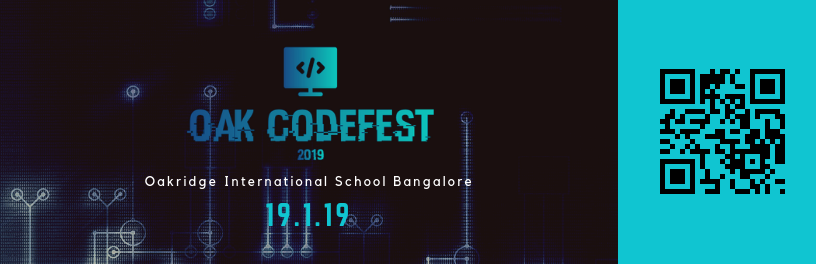 </>
OAK CODEFEST
2019
Oakridge International School Bangalore
19.1.19